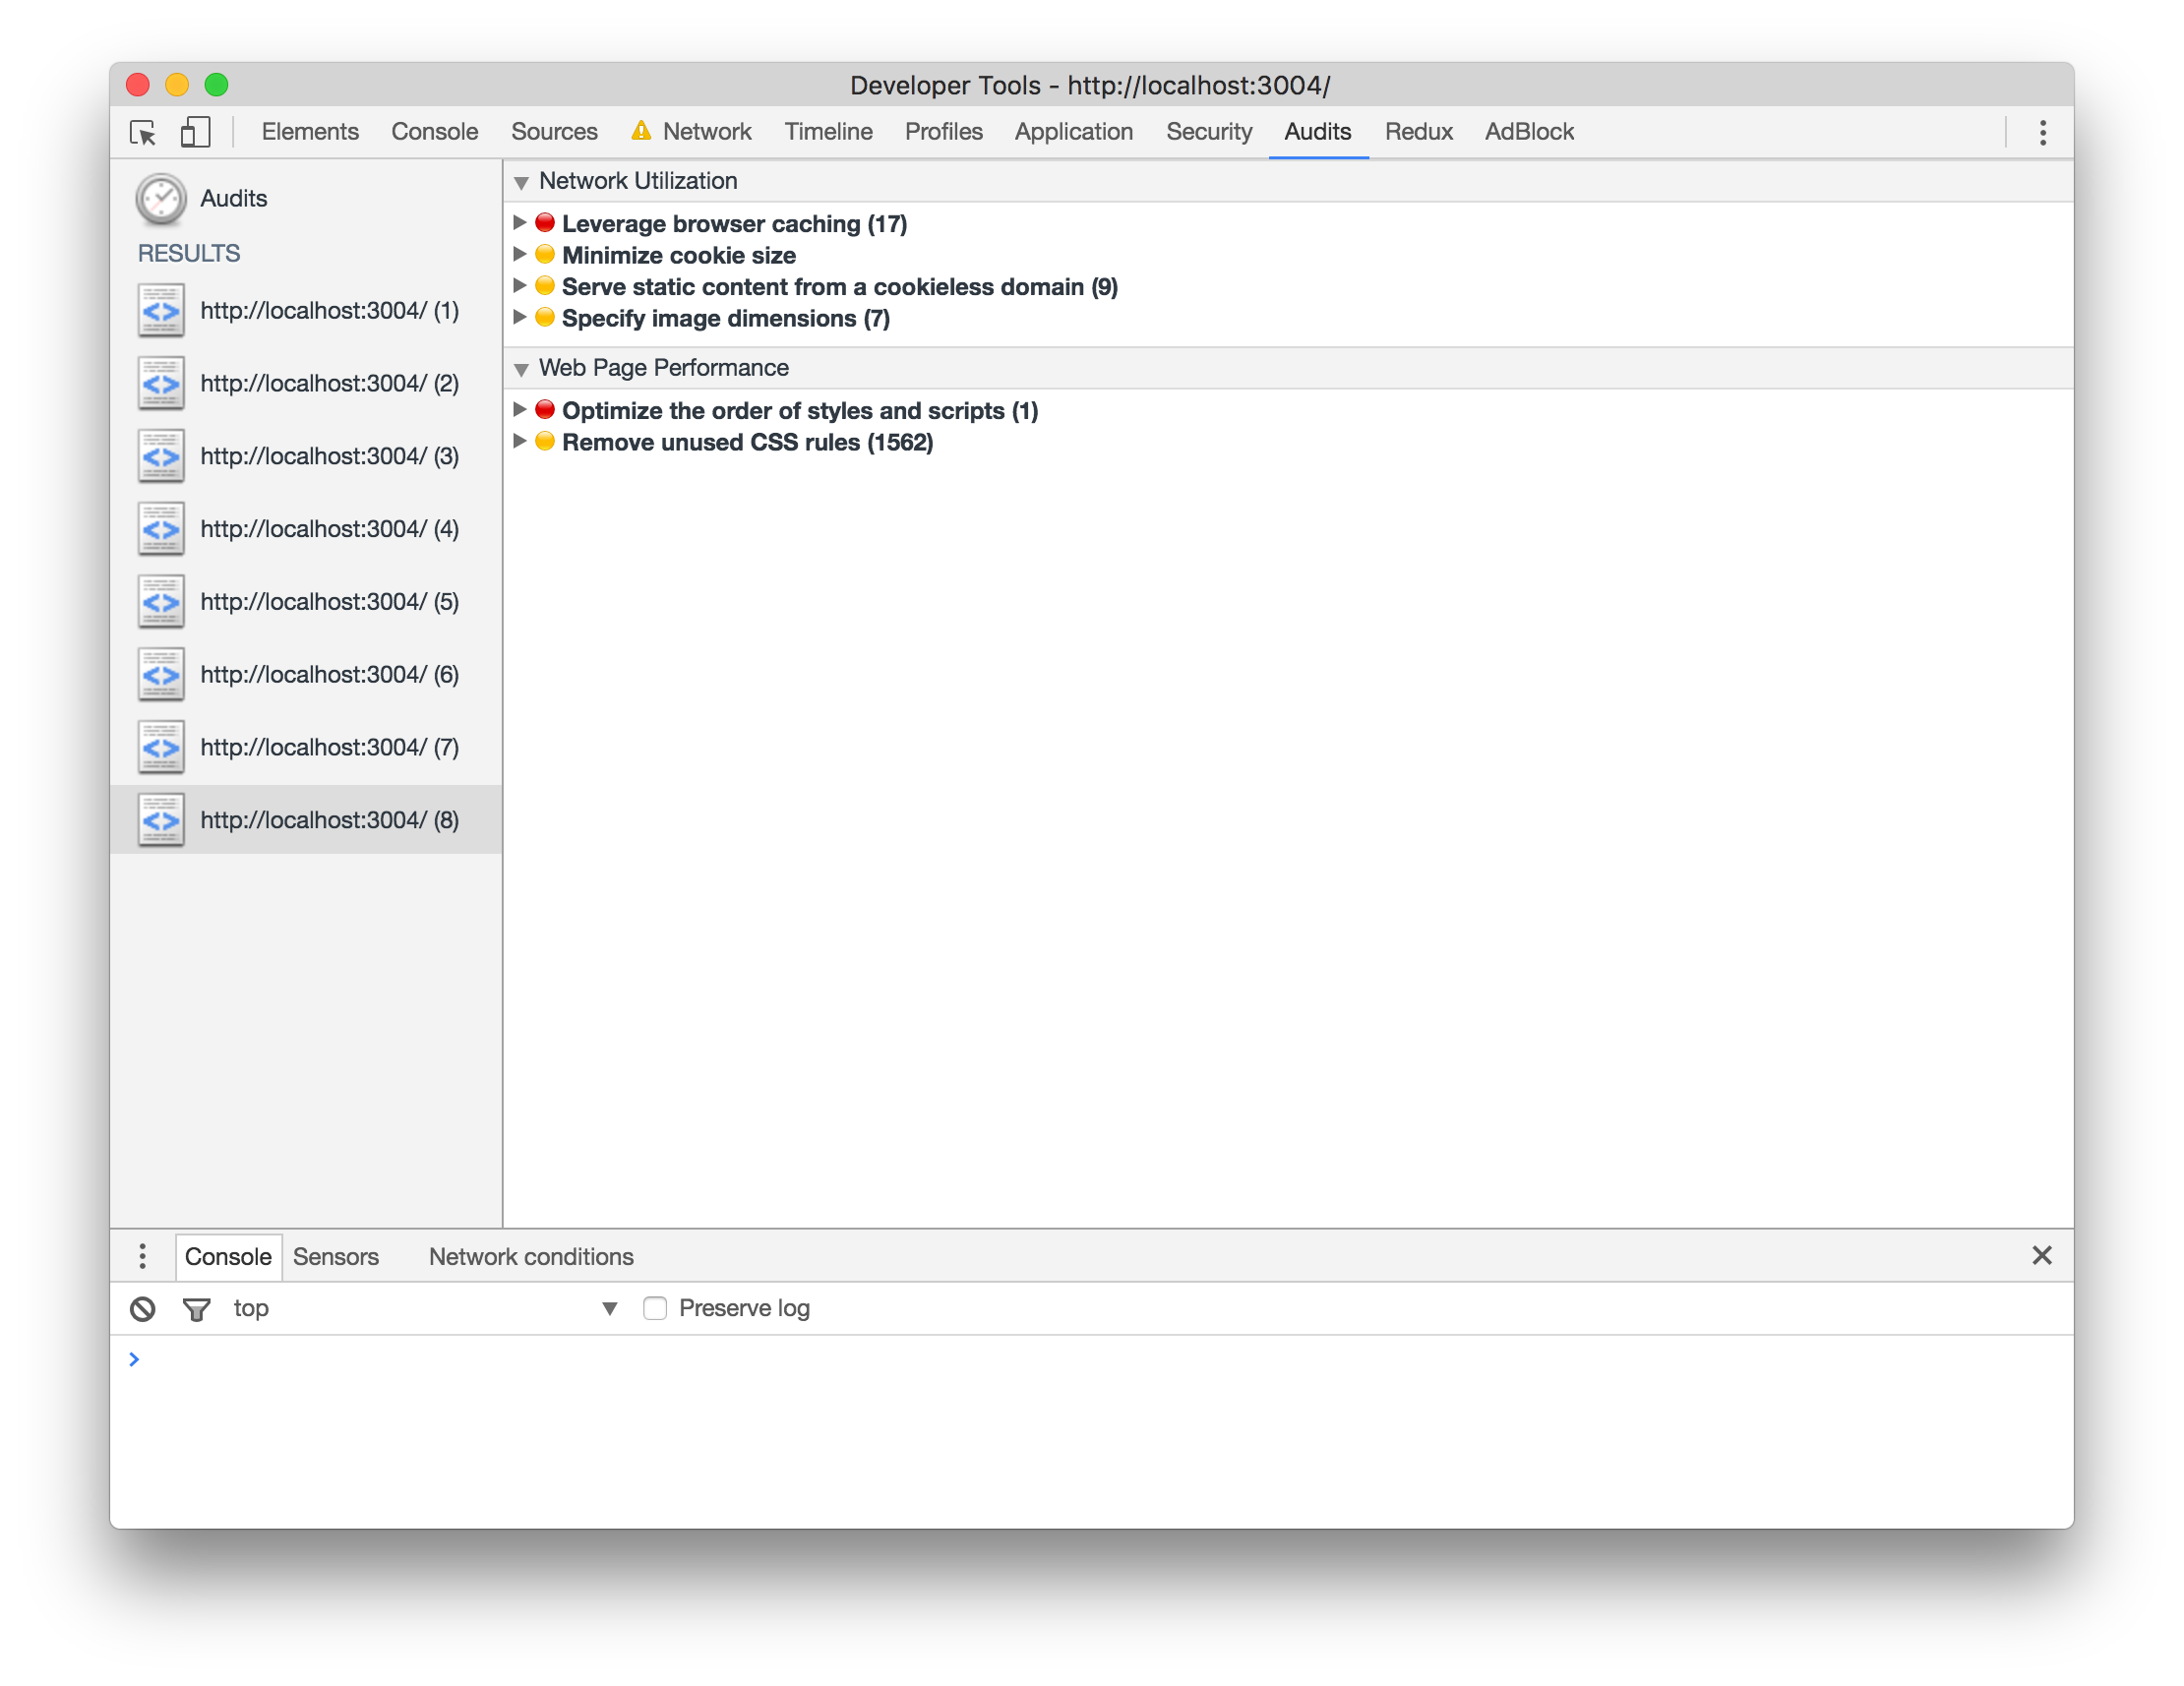 Developer Tools - http://localhost:3004/
Elements Console Sources Network Timeline Profiles Application Security Audits Redux AdBlock
Audits
RESULTS
http://localhost:3004/ (1)
http://localhost:3004/ (2)
http://localhost:3004/ (3)
http://localhost:3004/ (4)
http://localhost:3004/ (5)
http://localhost:3004/ (6)
http://localhost:3004/ (7)
http://localhost:3004/ (8)
Network Utilization
Leverage browser caching (17)
Minimize cookie size
Serve static content from a cookieless domain (9)
Specify image dimensions (7)
Web Page Performance
Optimize the order of styles and scripts (1)
Remove unused CSS rules (1562)
Console Sensors Network conditions
top Preserve log